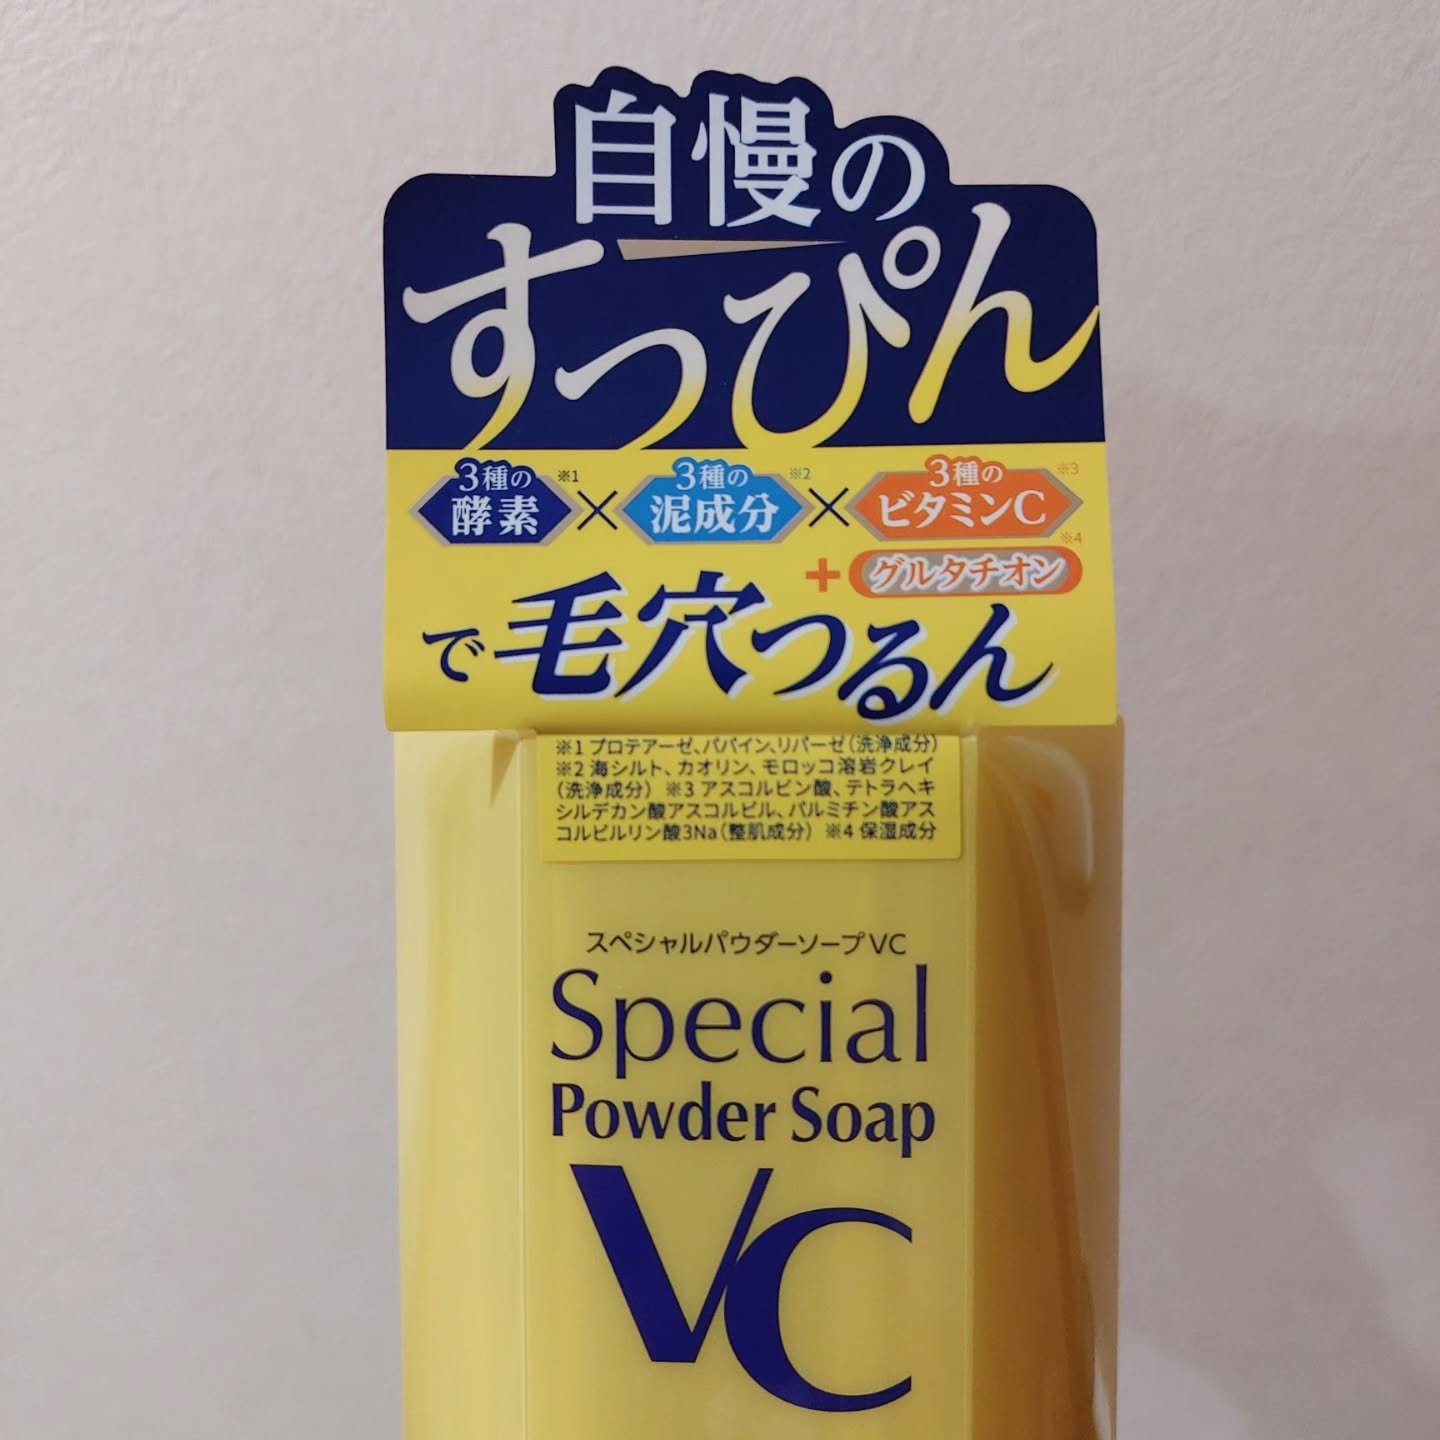 自慢の
すっぴん
3種の酵素※1×3種の泥成分※2×3種のビタミンC※3
+グルタチオン※4
で毛穴つるん
※1 プロテアーゼ、パパイン、リパーゼ(洗浄成分)
※2 海シルト、カオリン、モロッコ溶岩クレイ
(洗浄成分) ※3 アスコルビン酸、テトラヘキ
シルデカン酸アスコルビル、パルミチン酸アス
コルビルリン酸3Na(整肌成分) ※4 保湿成分
スペシャルパウダーソープVC
Special
Powder Soap
VC